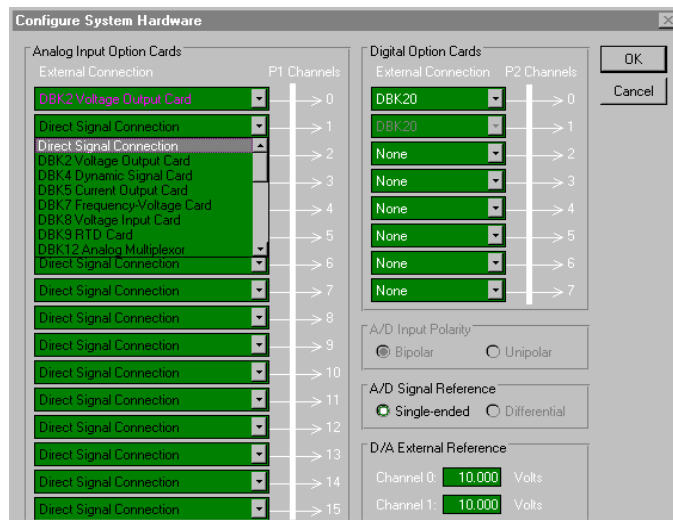 Configure System Hardware
Analog Input Option Cards
External Connection P1 Channels
DBK2 Voltage Output Card > 0
Direct Signal Connection > 1
Direct Signal Connection
DBK2 Voltage Output Card > 2
DBK4 Dynamic Signal Card
DBK5 Current Output Card > 3
DBK7 Frequency-Voltage Card > 4
DBK8 Voltage Input Card
DBK9 RTD Card > 5
DBK12 Analog Multiplexor
Direct Signal Connection > 6
Direct Signal Connection > 7
Direct Signal Connection > 8
Direct Signal Connection > 9
Direct Signal Connection > 10
Direct Signal Connection > 11
Direct Signal Connection > 12
Direct Signal Connection > 13
Direct Signal Connection > 14
Direct Signal Connection > 15
Digital Option Cards
External Connection P2 Channels
DBK20 > 0
DBK20 > 1
None > 2
None > 3
None > 4
None > 5
None > 6
None > 7
A/D Input Polarity
Bipolar Unipolar
A/D Signal Reference
Single-ended Differential
D/A External Reference
Channel 0: 10.000 Volts
Channel 1: 10.000 Volts
OK
Cancel